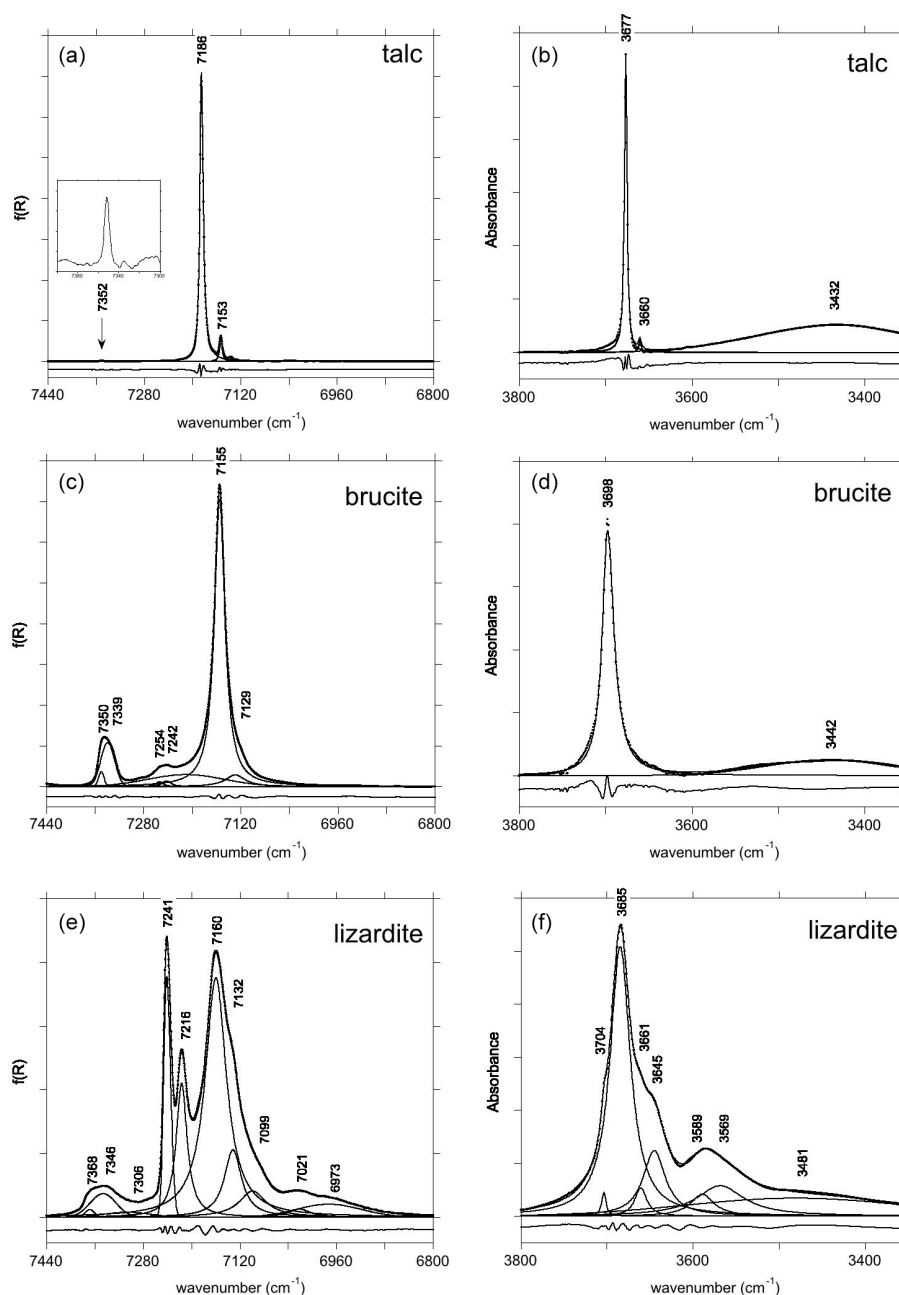 (a)
talc
7186
7352
7153
7380
7340
7300
f(R)
7440
7280
7120
6960
6800
wavenumber (cm-1)
(b)
talc
3677
3660
3432
Absorbance
3800
3600
3400
wavenumber (cm-1)
(c)
brucite
7155
7350
7339
7254
7242
7129
f(R)
7440
7280
7120
6960
6800
wavenumber (cm-1)
(d)
brucite
3698
3442
Absorbance
3800
3600
3400
wavenumber (cm-1)
(e)
lizardite
7241
7160
7216
7132
7099
7368
7346
7306
7021
6973
f(R)
7440
7280
7120
6960
6800
wavenumber (cm-1)
(f)
lizardite
3685
3704
3661
3645
3589
3569
3481
Absorbance
3800
3600
3400
wavenumber (cm-1)